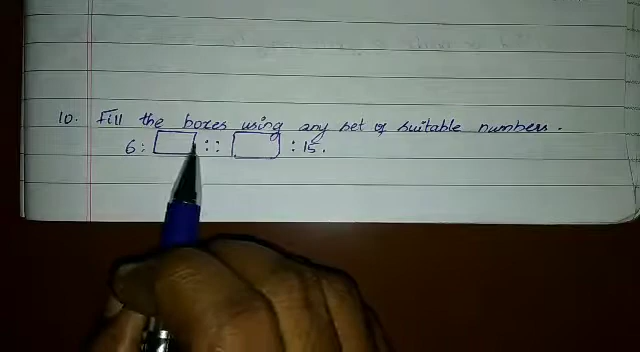 10. Fill the boxes using any set of suitable numbers.
6: :: : 15.